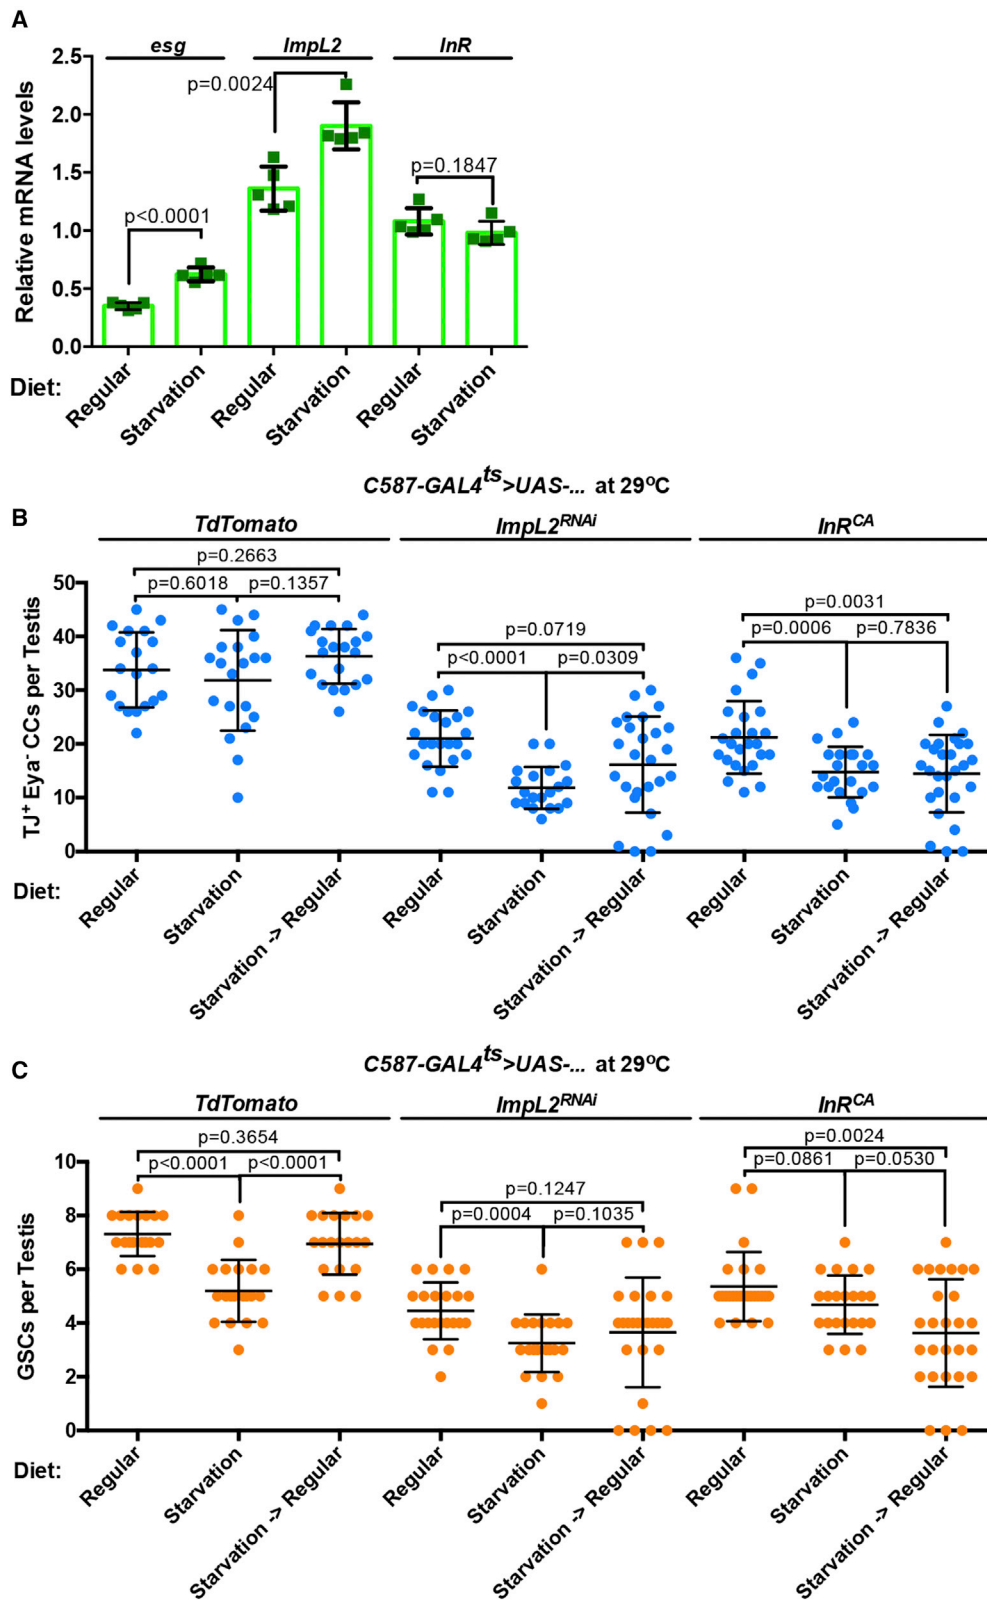 A
esg ImpL2 InR
Relative mRNA levels
2.5
2.0
1.5
1.0
0.5
0.0
p<0.0001
p=0.0024
p=0.1847
Diet:
Regular
Starvation
Regular
Starvation
Regular
Starvation
C587-GAL4ts>UAS-... at 29oC
B
TdTomato ImpL2RNAi InRCA
TJ+ Eya- CCs per Testis
50
40
30
20
10
0
p=0.2663
p=0.6018 p=0.1357
p=0.0719
p<0.0001 p=0.0309
p=0.0031
p=0.0006 p=0.7836
Diet:
Regular
Starvation
Starvation -> Regular
Regular
Starvation
Starvation -> Regular
Regular
Starvation
Starvation -> Regular
C587-GAL4ts>UAS-... at 29oC
C
TdTomato ImpL2RNAi InRCA
GSCs per Testis
10
8
6
4
2
0
p=0.3654
p<0.0001 p<0.0001
p=0.1247
p=0.0004 p=0.1035
p=0.0024
p=0.0861 p=0.0530
Diet:
Regular
Starvation
Starvation -> Regular
Regular
Starvation
Starvation -> Regular
Regular
Starvation
Starvation -> Regular